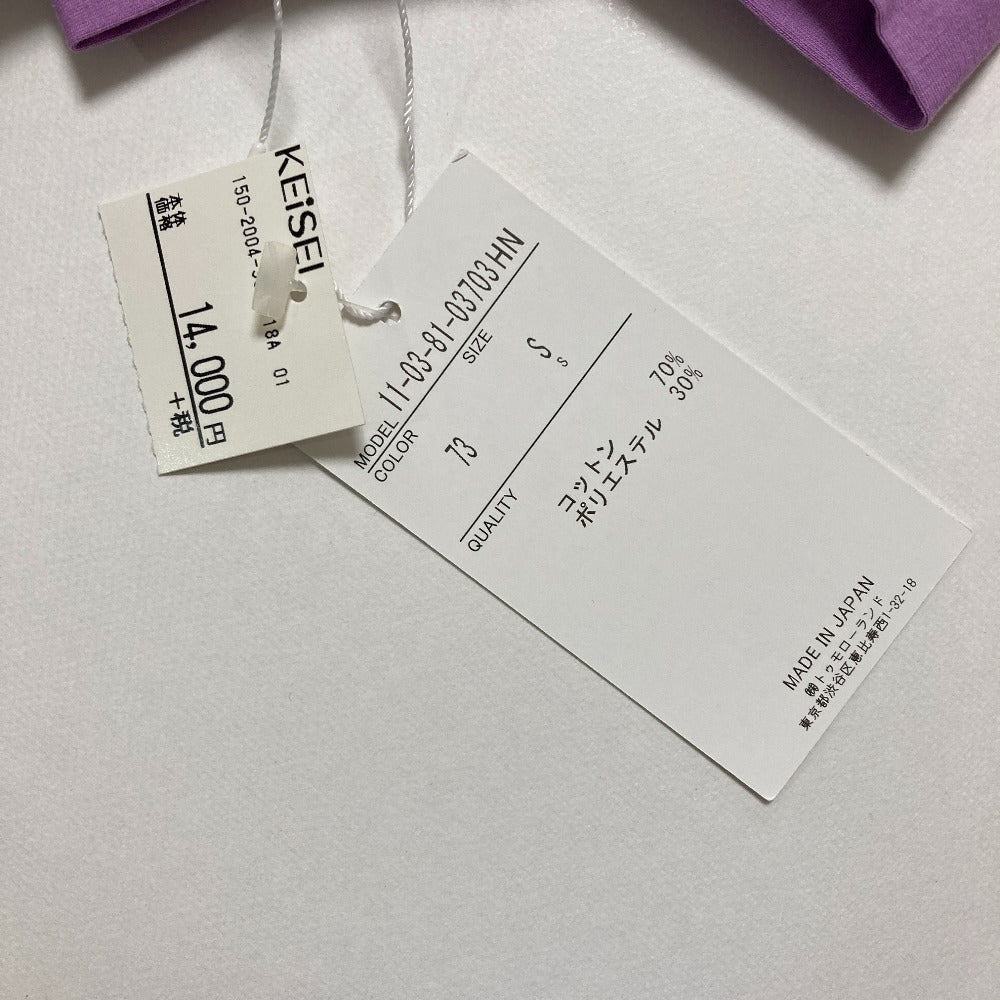 KEiSEI
150-2004-
18A 01
本体
価格
14,000円
+税
MODEL 11-03-81-03703HN
COLOR
SIZE
73
S
S
QUALITY
コットン 70%
ポリエステル 30%
MADE IN JAPAN
㈱トゥモローランド
東京都渋谷区恵比寿西1-32-18